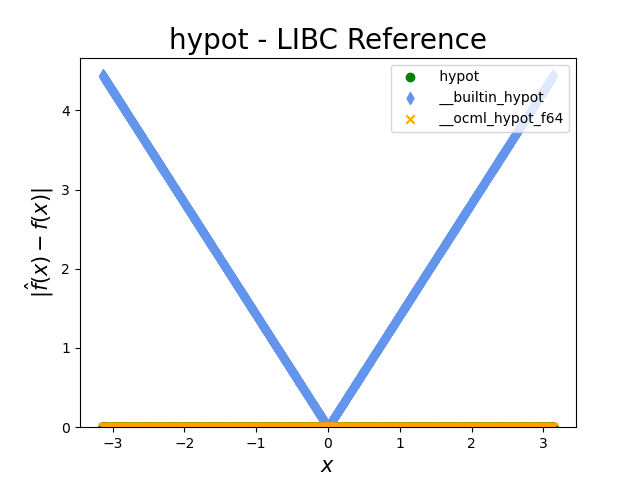 hypot - LIBC Reference
hypot
__builtin_hypot
__ocml_hypot_f64
|f̂(x) − f(x)|
4
3
2
1
0
−3 −2 −1 0 1 2 3
x